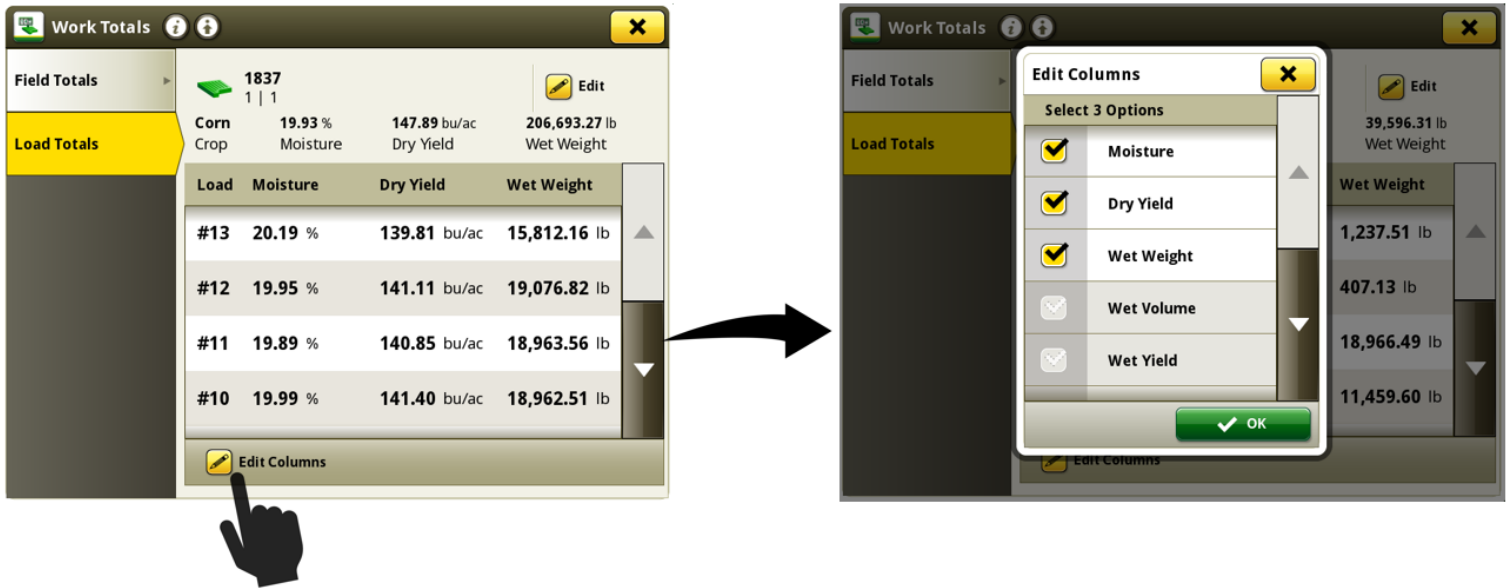 Work Totals
Field Totals
Load Totals
1837
1 | 1
Edit
Corn 19.93 % 147.89 bu/ac 206,693.27 lb
Crop Moisture Dry Yield Wet Weight
Load Moisture Dry Yield Wet Weight
#13 20.19 % 139.81 bu/ac 15,812.16 lb
#12 19.95 % 141.11 bu/ac 19,076.82 lb
#11 19.89 % 140.85 bu/ac 18,963.56 lb
#10 19.99 % 141.40 bu/ac 18,962.51 lb
Edit Columns
Work Totals
Field Totals
Load Totals
Edit
39,596.31 lb
Wet Weight
Wet Weight
1,237.51 lb
407.13 lb
18,966.49 lb
11,459.60 lb
Edit Columns
Edit Columns
Select 3 Options
Moisture
Dry Yield
Wet Weight
Wet Volume
Wet Yield
OK